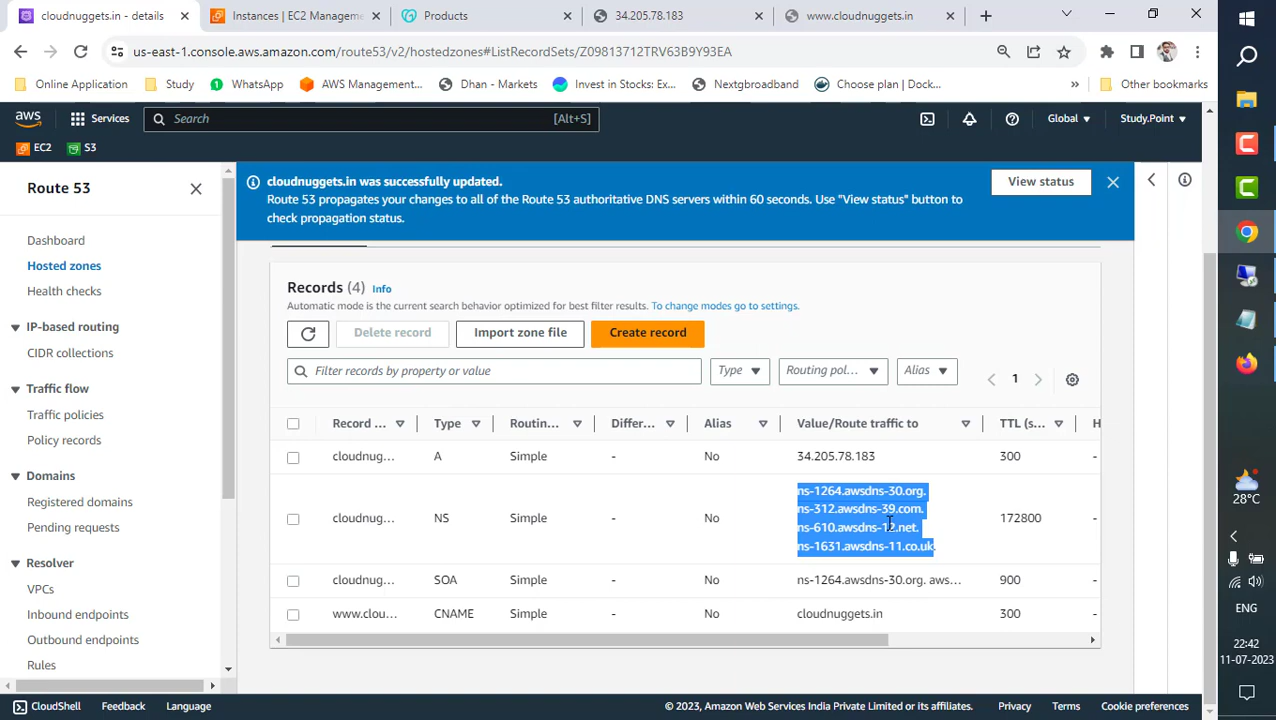 cloudnuggets.in - details
Instances | EC2 Manageme
Products
34.205.78.183
www.cloudnuggets.in
us-east-1.console.aws.amazon.com/route53/v2/hostedzones#ListRecordSets/Z09813712TRV63B9Y93EA
Online Application
Study
WhatsApp
AWS Management...
Dhan - Markets
Invest in Stocks: Ex...
Nextgbroadband
Choose plan | Dock...
»
Other bookmarks
aws
Services
Search
[Alt+S]
Global
Study.Point
EC2
S3
Route 53
Dashboard
Hosted zones
Health checks
IP-based routing
CIDR collections
Traffic flow
Traffic policies
Policy records
Domains
Registered domains
Pending requests
Resolver
VPCs
Inbound endpoints
Outbound endpoints
Rules
cloudnuggets.in was successfully updated.
Route 53 propagates your changes to all of the Route 53 authoritative DNS servers within 60 seconds. Use "View status" button to
check propagation status.
View status
Records (4)
Info
Automatic mode is the current search behavior optimized for best filter results. To change modes go to settings.
Delete record
Import zone file
Create record
Filter records by property or value
Type
Routing pol...
Alias
1
Record ...
Type
Routin...
Differ...
Alias
Value/Route traffic to
TTL (s...
H
cloudnug...
A
Simple
-
No
34.205.78.183
300
-
cloudnug...
NS
Simple
-
No
ns-1264.awsdns-30.org.
ns-312.awsdns-39.com.
ns-610.awsdns-12.net.
ns-1631.awsdns-11.co.uk.
172800
-
cloudnug...
SOA
Simple
-
No
ns-1264.awsdns-30.org. aws...
900
-
www.clou...
CNAME
Simple
-
No
cloudnuggets.in
300
-
CloudShell
Feedback
Language
© 2023, Amazon Web Services India Private Limited or its affiliates.
Privacy
Terms
Cookie preferences
28°C
ENG
22:42
11-07-2023